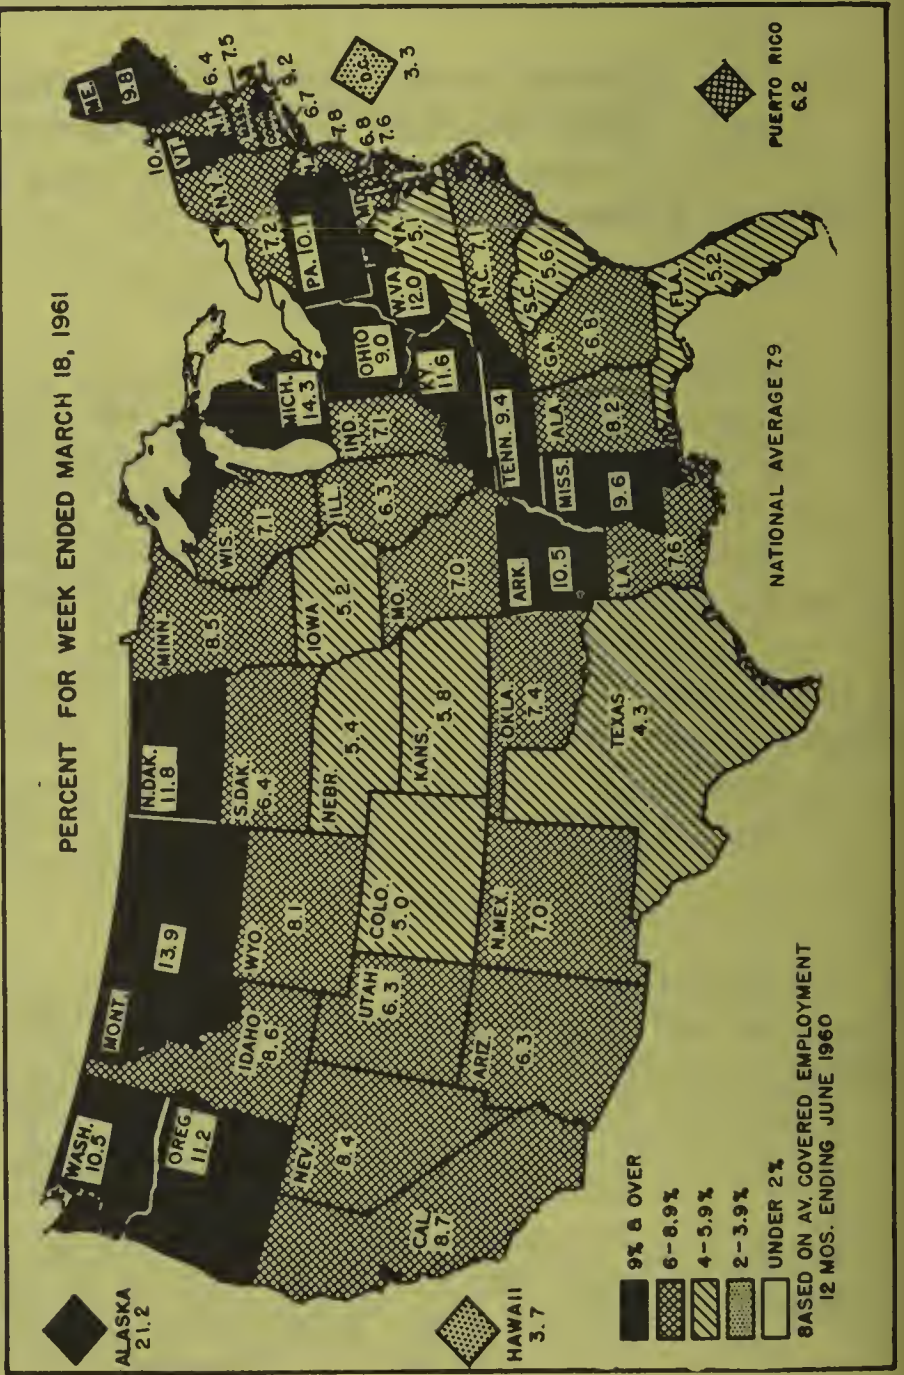 PERCENT FOR WEEK ENDED MARCH 18, 1961
ALASKA
21.2
WASH.
10.5
OREG.
11.2
MONT.
13.9
IDAHO
8.6
WYO.
8.1
N.DAK.
11.8
S.DAK.
6.4
MINN.
8.5
WIS.
7.1
MICH.
14.3
NEBR.
5.4
IOWA
5.2
ILL.
6.3
IND.
7.1
OHIO
9.0
PA. 10.1
N.Y.
7.2
10.
VT.
ME.
9.8
N.H.
6.4
7.5
9.2
6.7
7.8
6.8
7.6
MD.
D.C.
3.3
W.VA
12.0
VA.
5.1
KY.
11.6
NEV.
8.4
CAL.
8.7
UTAH
6.3
COLO.
5.0
KANS.
5.8
MO.
7.0
ARIZ.
6.3
N.MEX.
7.0
OKLA.
7.4
ARK.
10.5
TENN. 9.4
N.C.
7.1
S.C.
5.6
TEXAS
4.3
LA.
7.6
MISS.
9.6
ALA.
8.2
GA.
6.8
FLA.
5.2
HAWAII
3.7
PUERTO RICO
6.2
NATIONAL AVERAGE 7.9
9% & OVER
6-8.9%
4-5.9%
2-3.9%
UNDER 2%
BASED ON AV. COVERED EMPLOYMENT
12 MOS. ENDING JUNE 1960